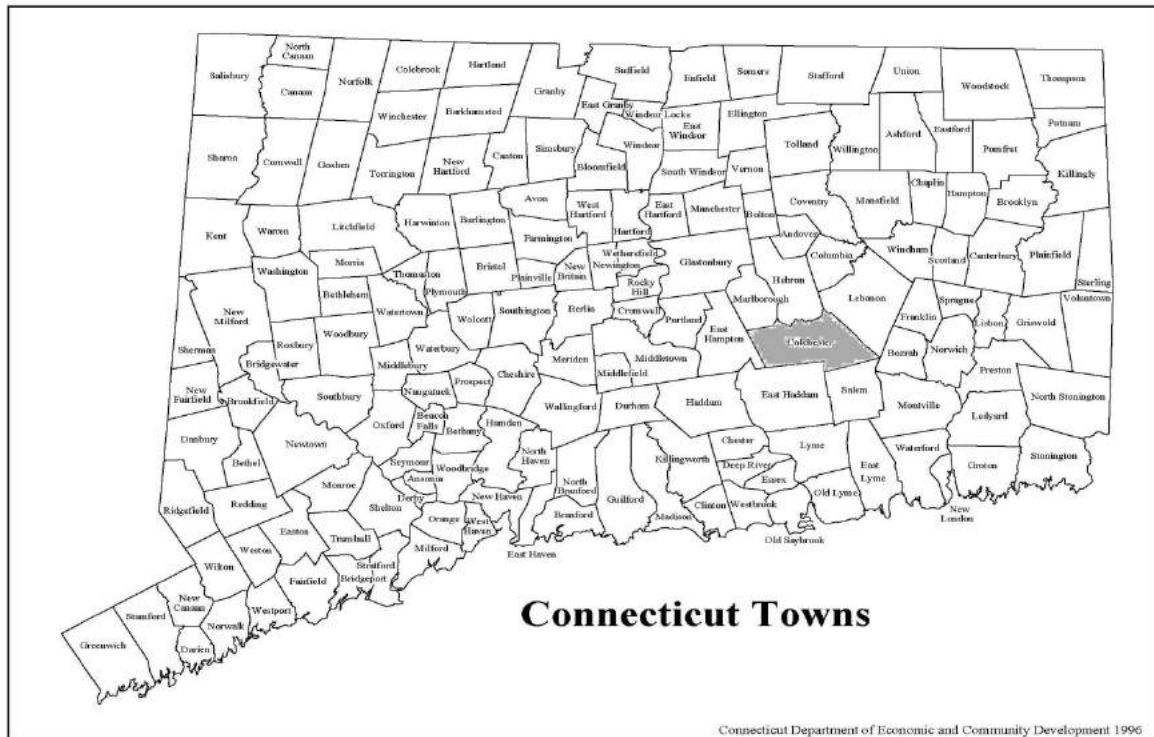 North
Canaan
Colebrook
Hartland
Suffield
Enfield
Somers
Stafford
Union
Salisbury
Norfolk
Canaan
Granby
Woodstock
Thompson
East Granby
Windsor Locks
Winchester
Barkhamsted
East
Windsor
Ellington
Putnam
Sharon
Cornwall
Goshen
Torrington
New
Hartford
Canton
Simsbury
Bloomfield
Windsor
South Windsor
Vernon
Tolland
Willington
Ashford
Eastford
Pomfret
Killingly
Avon
West
Hartford
Hartford
East
Hartford
Manchester
Bolton
Coventry
Mansfield
Chaplin
Hampton
Brooklyn
Kent
Warren
Litchfield
Harwinton
Burlington
Farmington
Andover
Columbia
Windham
Scotland
Canterbury
Plainfield
Sterling
Washington
Morris
Thomaston
Plymouth
Bristol
Plainville
New
Britain
Newington
Wethersfield
Rocky
Hill
Glastonbury
Hebron
Marlborough
Lebonon
Franklin
Sprague
Lisbon
Griswold
Voluntown
New
Milford
Bethlehem
Watertown
Wolcott
Southington
Berlin
Cromwell
Portland
East
Hampton
Colchester
Bozrah
Norwich
Preston
Sherman
Roxbury
Woodbury
Bridgewater
Middlebury
Waterbury
Cheshire
Meriden
Middlefield
Middletown
New
Fairfield
Brookfield
Southbury
Naugatuck
Prospect
Wallingford
Durham
Haddam
East Haddam
Salem
Montville
Ledyard
North Stonington
Danbury
Bethel
Newtown
Oxford
Beacon
Falls
Bethany
Hamden
North
Haven
Chester
Lyme
Waterford
Groton
Stonington
Seymour
Ansonia
Woodbridge
Killingworth
Deep River
Essex
East
Lyme
Ridgefield
Redding
Monroe
Derby
Shelton
New Haven
North
Branford
Branford
Guilford
Madison
Clinton
Westbrook
Old Lyme
New
London
Easton
Trumbull
Orange
West
Haven
Old Saybrook
Wilton
Weston
Fairfield
Stratford
Bridgeport
Milford
East Haven
New
Canaan
Stamford
Norwalk
Westport
Greenwich
Darien
Connecticut Towns
Connecticut Department of Economic and Community Development 1996